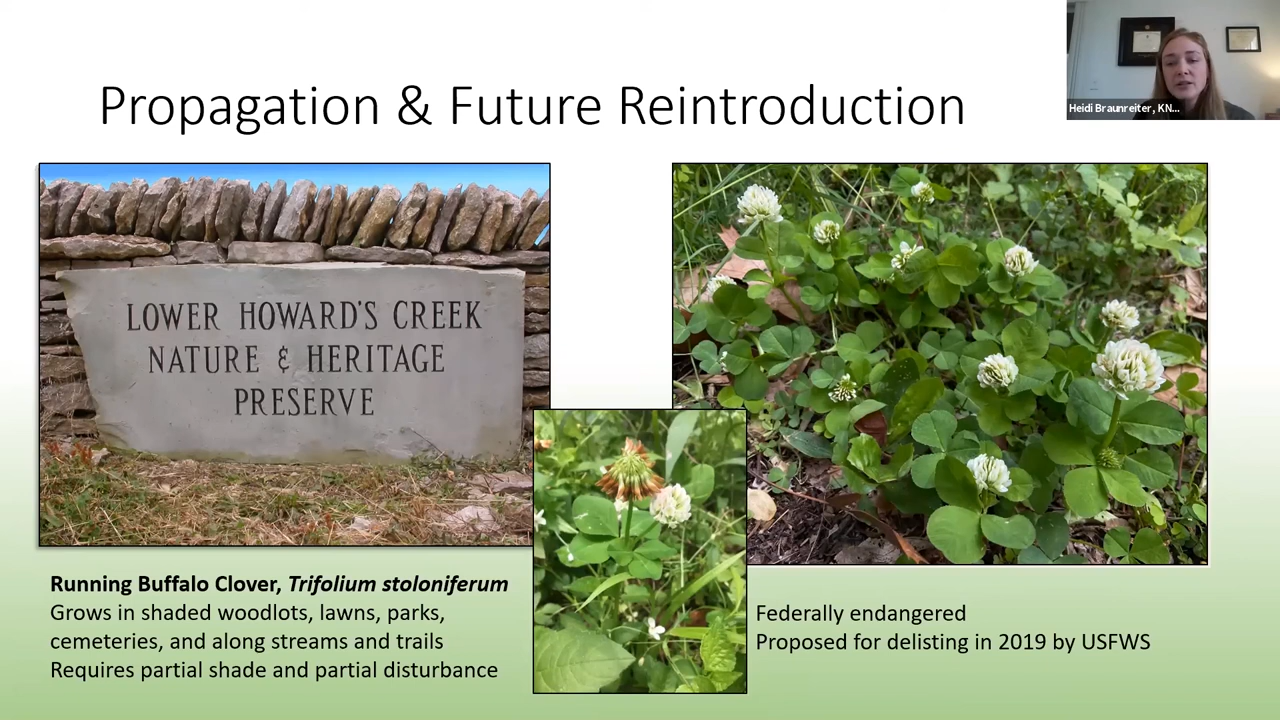 Propagation & Future Reintroduction
Heidi Braunreiter, KN...
LOWER HOWARD'S CREEK
NATURE & HERITAGE
PRESERVE
Running Buffalo Clover, Trifolium stoloniferum
Grows in shaded woodlots, lawns, parks,
cemeteries, and along streams and trails
Requires partial shade and partial disturbance
Federally endangered
Proposed for delisting in 2019 by USFWS